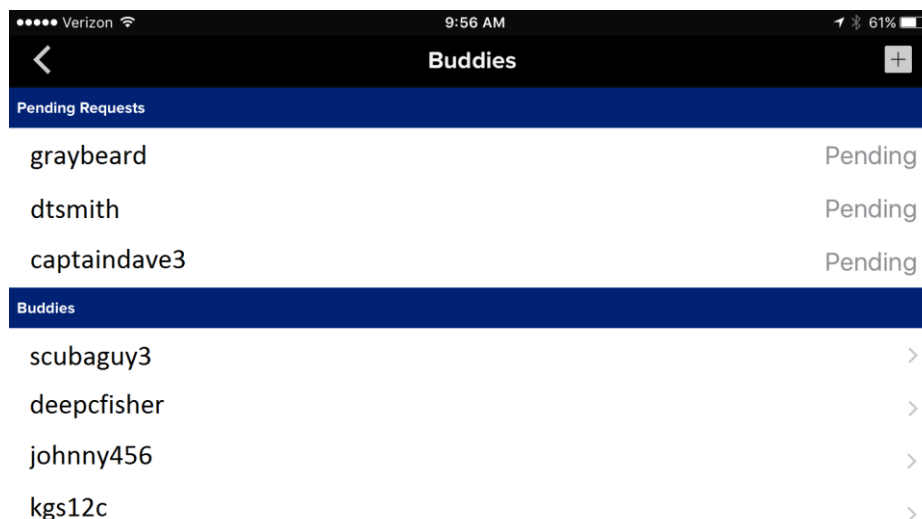 Verizon 9:56 AM 61%
Buddies
Pending Requests
graybeard Pending
dtsmith Pending
captaindave3 Pending
Buddies
scubaguy3
deepcfisher
johnny456
kgs12c